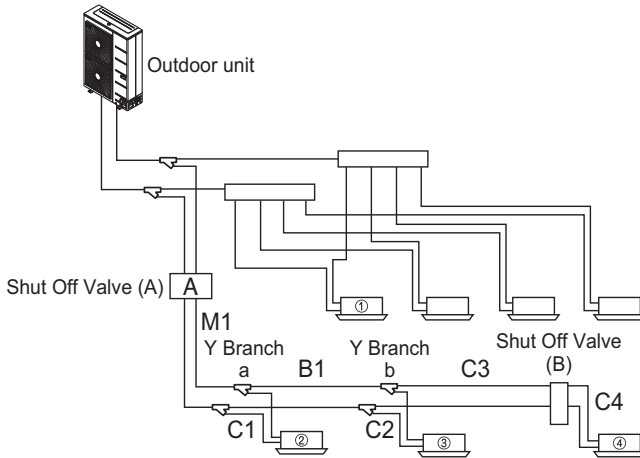 Outdoor unit
①
Shut Off Valve (A)
A
M1
Shut Off Valve
(B)
Y Branch
a
B1
Y Branch
b
C3
C4
C1
②
C2
③
④